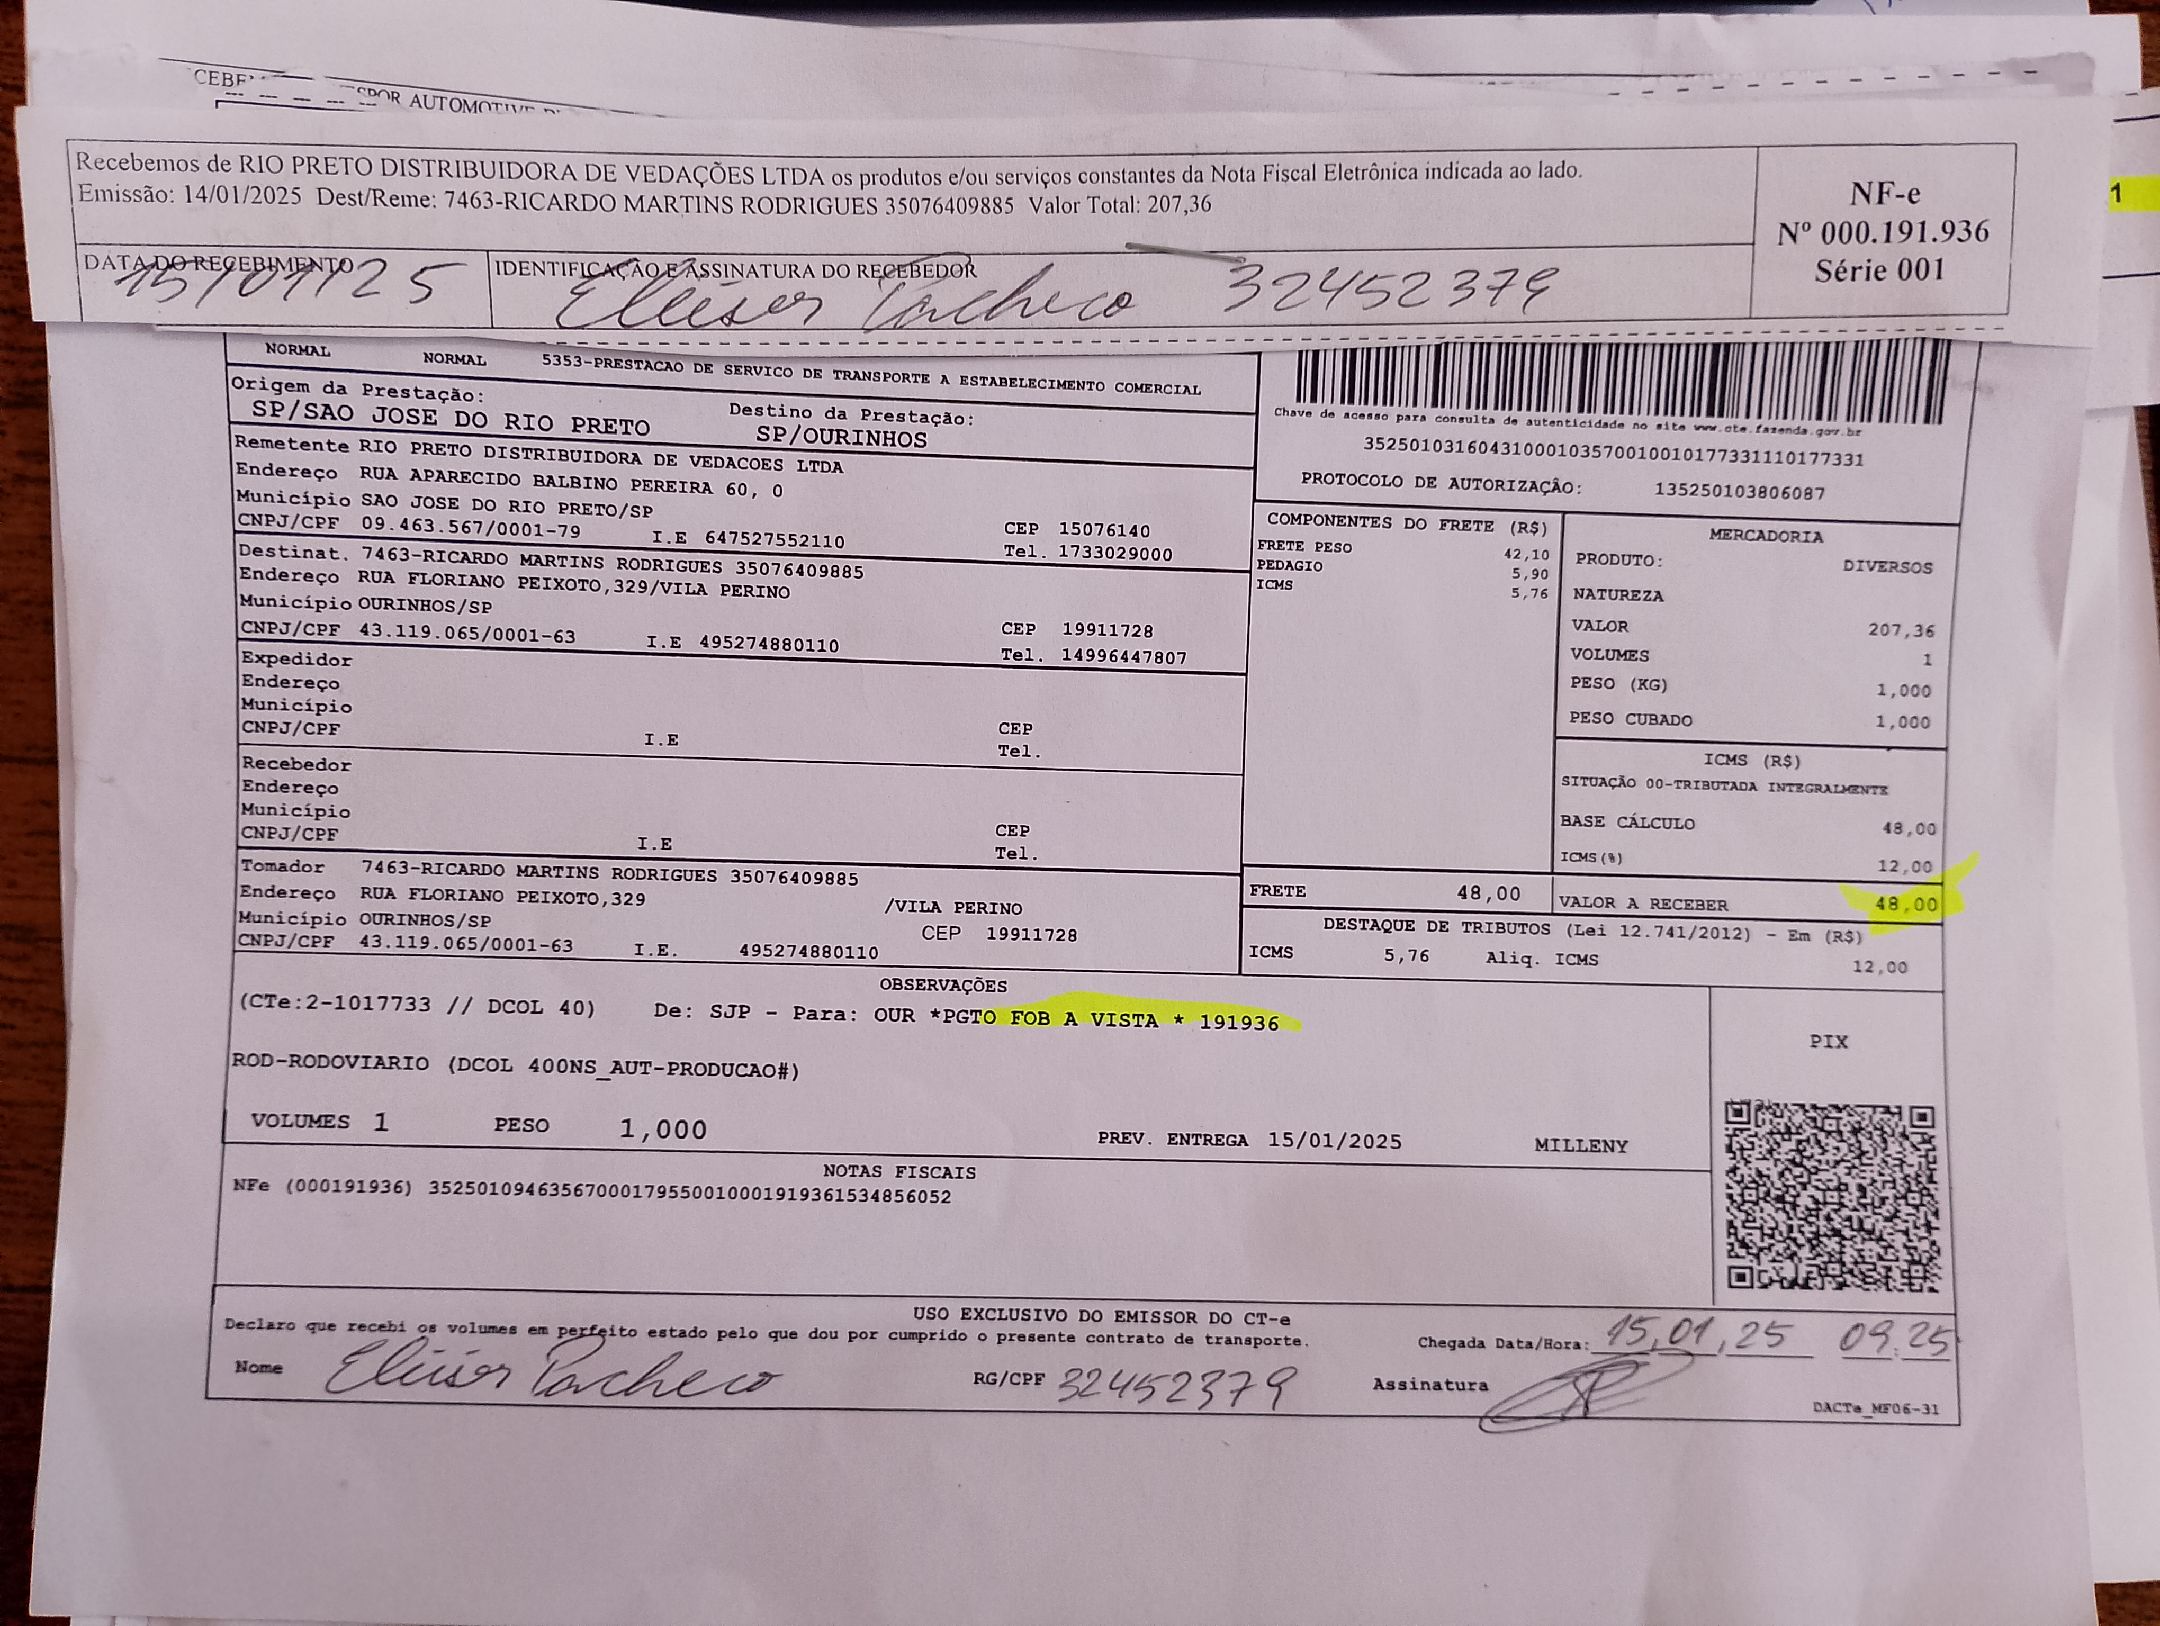 SPOR AUTOMOTIVE
Recebemos de RIO PRETO DISTRIBUIDORA DE VEDAÇÕES LTDA os produtos e/ou serviços constantes da Nota Fiscal Eletrônica indicada ao lado.
Emissão: 14/01/2025 Dest/Reme: 7463-RICARDO MARTINS RODRIGUES 35076409885 Valor Total: 207,36
NF-e
Nº 000.191.936
Série 001
1
DATA DO RECEBIMENTO
15/01/25
IDENTIFICAÇÃO E ASSINATURA DO RECEBEDOR
Pacheco 32452379
NORMAL NORMAL 5353-PRESTACAO DE SERVICO DE TRANSPORTE A ESTABELECIMENTO COMERCIAL
Origem da Prestação: Destino da Prestação:
SP/SAO JOSE DO RIO PRETO SP/OURINHOS
Remetente RIO PRETO DISTRIBUIDORA DE VEDACOES LTDA
Endereço RUA APARECIDO BALBINO PEREIRA 60, 0
Município SAO JOSE DO RIO PRETO/SP CEP 15076140
CNPJ/CPF 09.463.567/0001-79 I.E 647527552110 Tel. 1733029000
Destinat. 7463-RICARDO MARTINS RODRIGUES 35076409885
Endereço RUA FLORIANO PEIXOTO,329/VILA PERINO
Município OURINHOS/SP CEP 19911728
CNPJ/CPF 43.119.065/0001-63 I.E 495274880110 Tel. 14996447807
Expedidor
Endereço
Município CEP
CNPJ/CPF I.E Tel.
Recebedor
Endereço
Município CEP
CNPJ/CPF I.E Tel.
Tomador 7463-RICARDO MARTINS RODRIGUES 35076409885
Endereço RUA FLORIANO PEIXOTO,329 /VILA PERINO
Município OURINHOS/SP CEP 19911728
CNPJ/CPF 43.119.065/0001-63 I.E. 495274880110
Chave de acesso para consulta de autenticidade no site www.cte.fazenda.gov.br
35250103160431000103570010010177331110177331
PROTOCOLO DE AUTORIZAÇÃO: 135250103806087
COMPONENTES DO FRETE (R$)
FRETE PESO 42,10
PEDAGIO 5,90
ICMS 5,76
MERCADORIA
PRODUTO: DIVERSOS
NATUREZA
VALOR 207,36
VOLUMES 1
PESO (KG) 1,000
PESO CUBADO 1,000
ICMS (R$)
SITUAÇÃO 00-TRIBUTADA INTEGRALMENTE
BASE CÁLCULO 48,00
ICMS(%) 12,00
FRETE 48,00 VALOR A RECEBER 48,00
DESTAQUE DE TRIBUTOS (Lei 12.741/2012) - Em (R$)
ICMS 5,76 Aliq. ICMS 12,00
OBSERVAÇÕES
(CTe:2-1017733 // DCOL 40) De: SJP - Para: OUR *PGTO FOB A VISTA * 191936
PIX
ROD-RODOVIARIO (DCOL 400NS_AUT-PRODUCAO#)
VOLUMES 1 PESO 1,000 PREV. ENTREGA 15/01/2025 MILLENY
NOTAS FISCAIS
NFe (000191936) 35250109463567000179550010001919361534856052
USO EXCLUSIVO DO EMISSOR DO CT-e
Declaro que recebi os volumes em perfeito estado pelo que dou por cumprido o presente contrato de transporte.
Chegada Data/Hora: 15,01,25 09:25
Nome Pacheco RG/CPF 32452379 Assinatura
DACTe_MF06-31